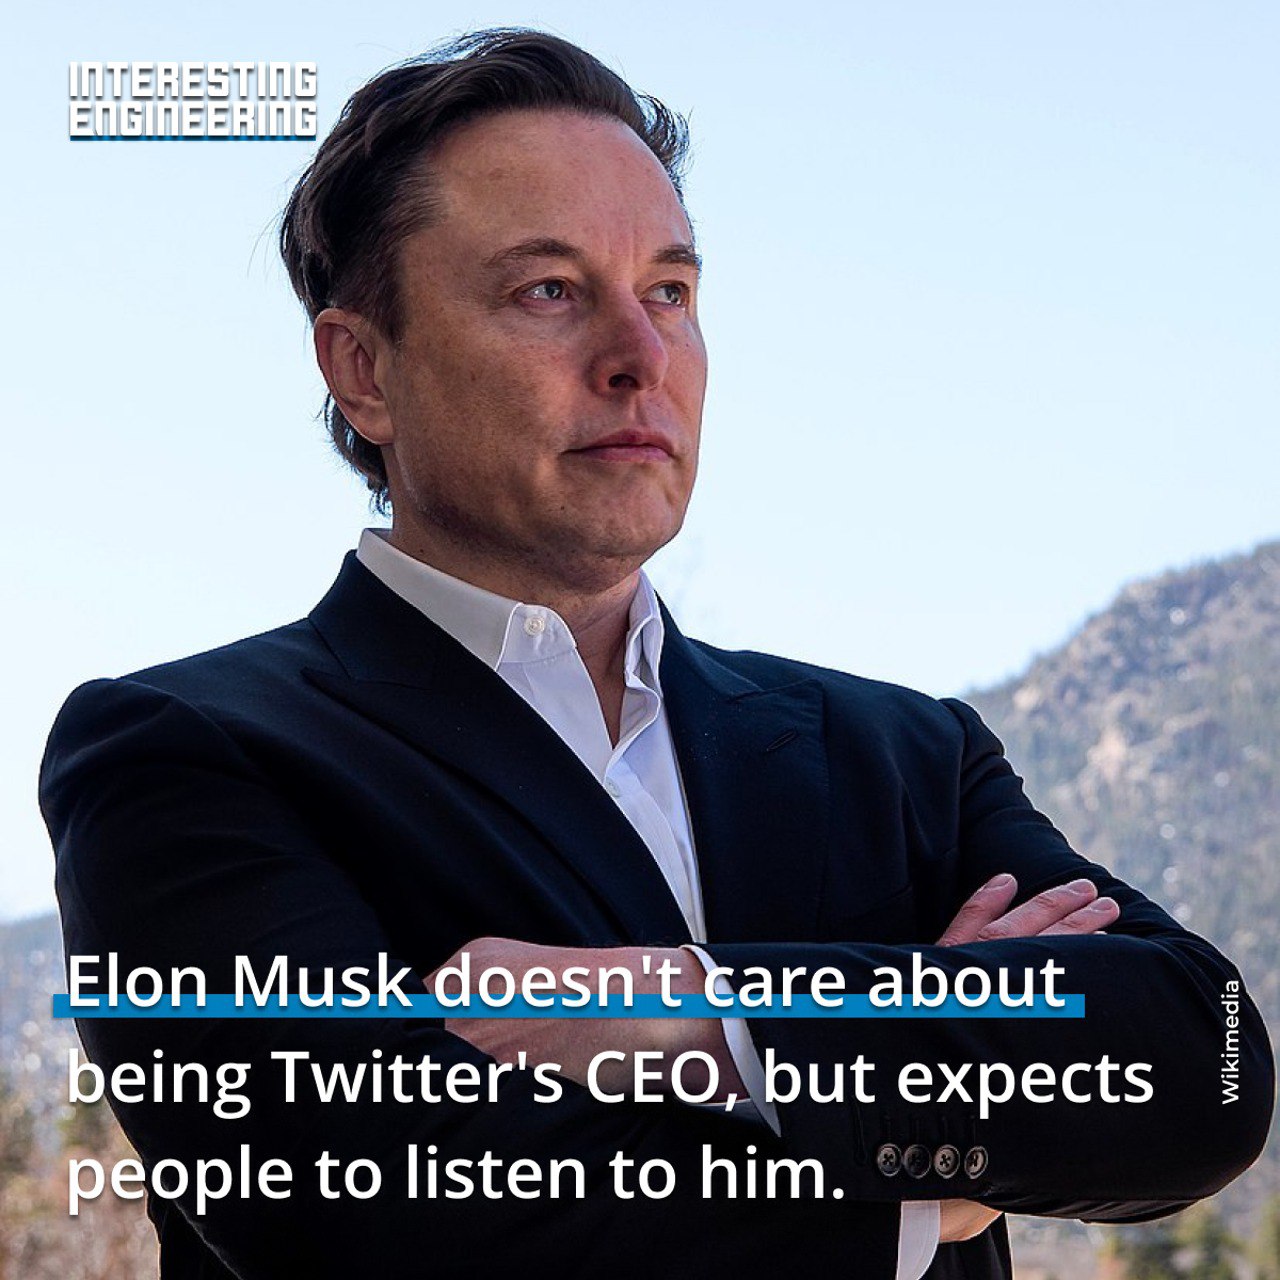 INTERESTING
ENGINEERING
Elon Musk doesn't care about
being Twitter's CEO, but expects
people to listen to him.
Wikimedia